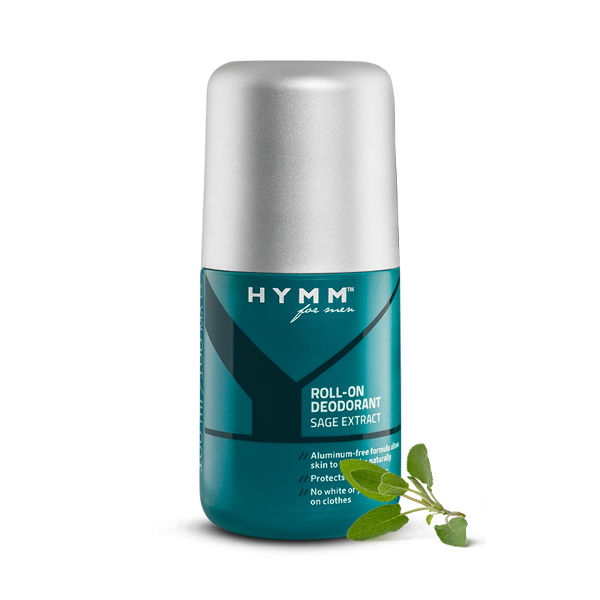 HYMM™
for men
ROLL-ON
DEODORANT
SAGE EXTRACT
// Aluminum-free formula
skin to naturally
// Protects
// No white or
on clothes